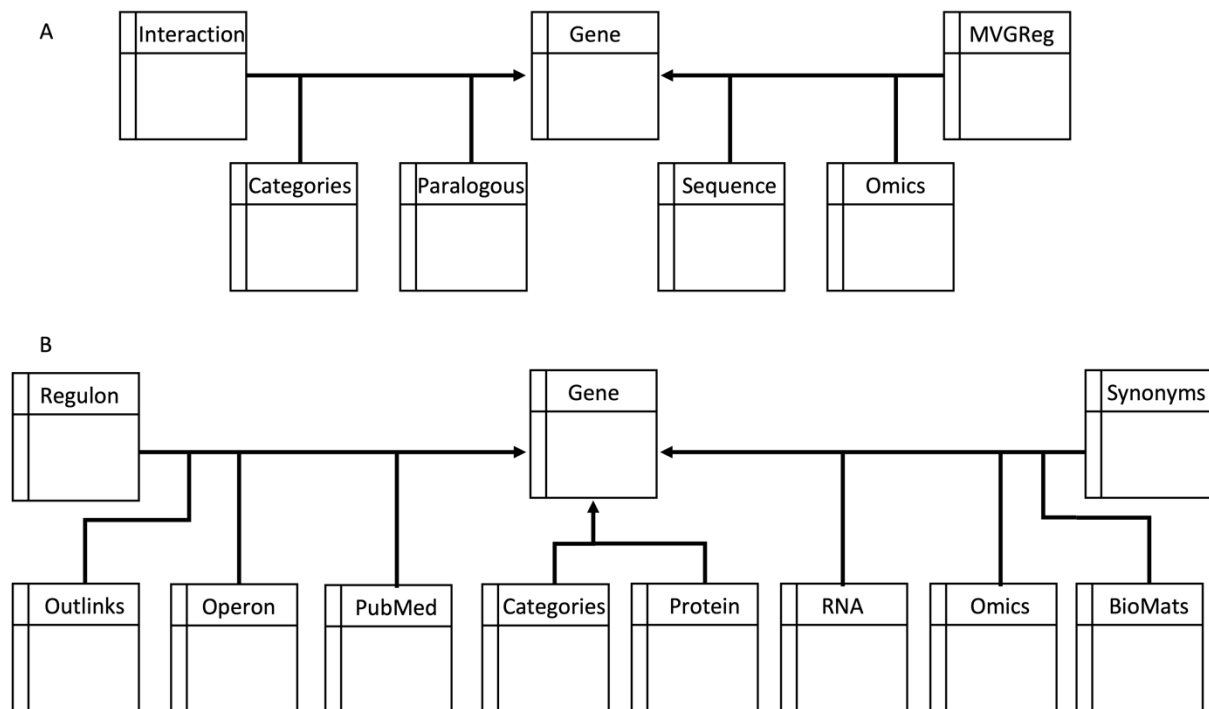 A
Interaction
Gene
MVGReg
Categories
Paralogous
Sequence
Omics
B
Regulon
Gene
Synonyms
Outlinks
Operon
PubMed
Categories
Protein
RNA
Omics
BioMats